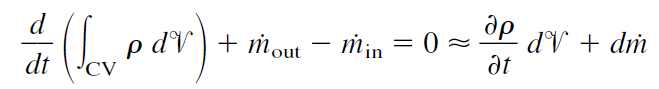 d/dt (∫_CV ρ d𝒱) + ṁ_out − ṁ_in = 0 ≈ ∂ρ/∂t d𝒱 + dṁ